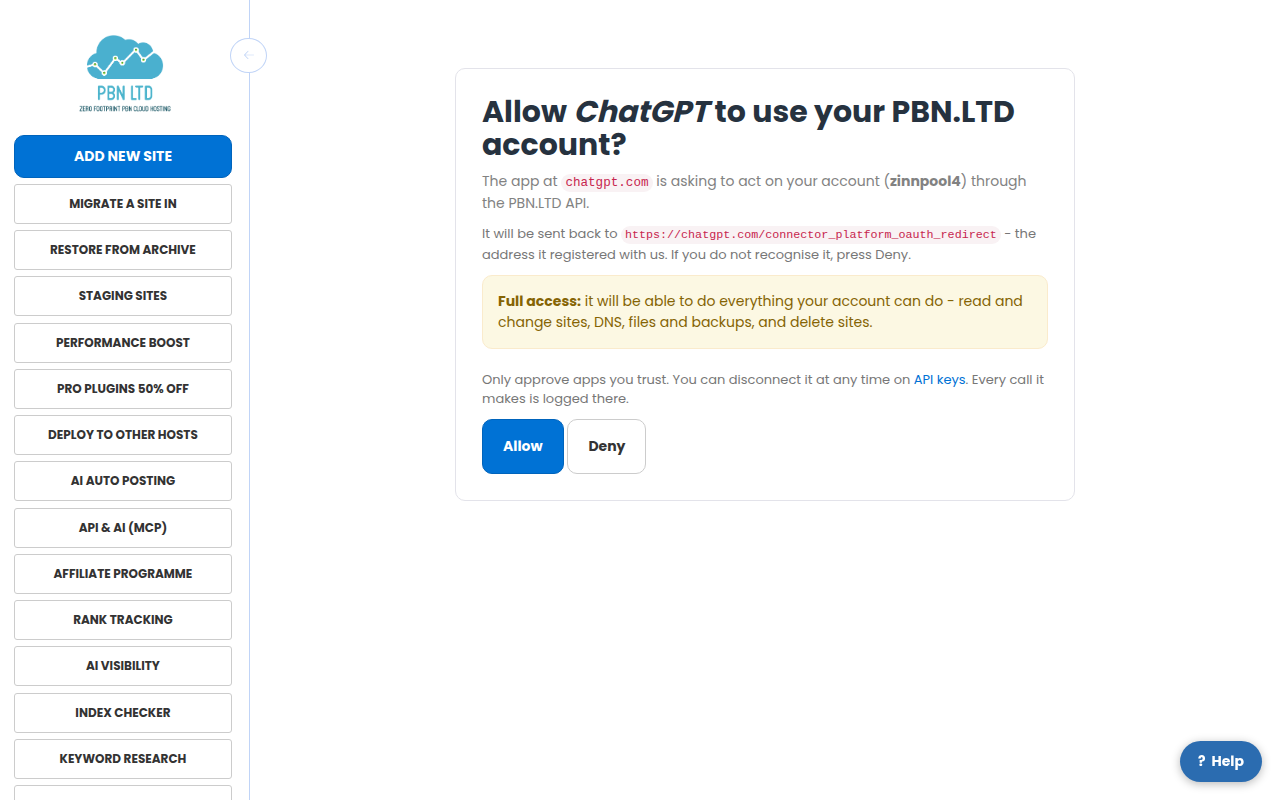 PBN LTD
ZERO FOOTPRINT PBN CLOUD HOSTING
ADD NEW SITE
MIGRATE A SITE IN
RESTORE FROM ARCHIVE
STAGING SITES
PERFORMANCE BOOST
PRO PLUGINS 50% OFF
DEPLOY TO OTHER HOSTS
AI AUTO POSTING
API & AI (MCP)
AFFILIATE PROGRAMME
RANK TRACKING
AI VISIBILITY
INDEX CHECKER
KEYWORD RESEARCH
Allow ChatGPT to use your PBN.LTD
account?
The app at chatgpt.com is asking to act on your account (zinnpool4) through
the PBN.LTD API.
It will be sent back to https://chatgpt.com/connector_platform_oauth_redirect - the
address it registered with us. If you do not recognise it, press Deny.
Full access: it will be able to do everything your account can do - read and
change sites, DNS, files and backups, and delete sites.
Only approve apps you trust. You can disconnect it at any time on API keys. Every call it
makes is logged there.
Allow
Deny
? Help